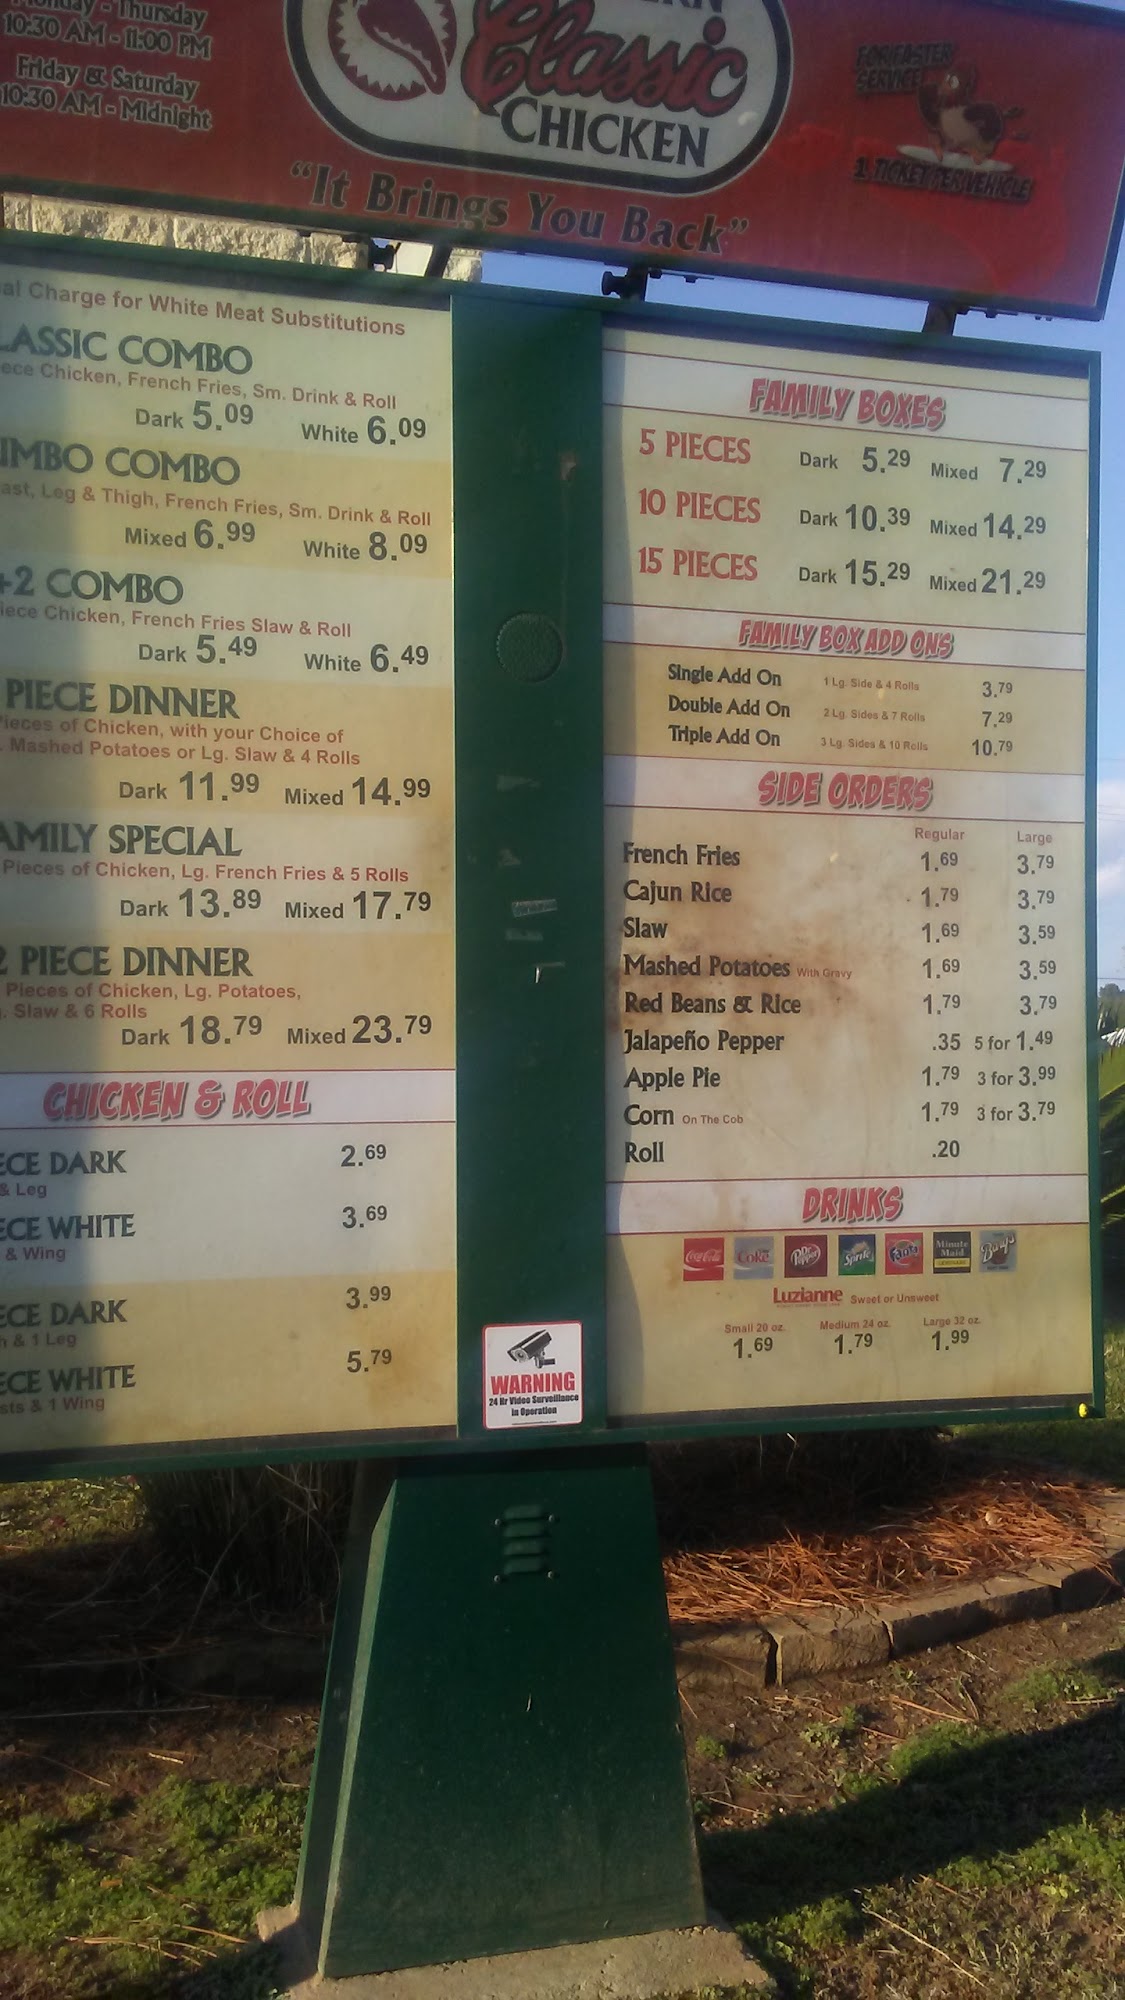 Thursday
10:30 AM - 11:00 PM
Friday & Saturday
10:30 AM - Midnight
Classic
CHICKEN
"It Brings You Back"
FOR FASTER
SERVICE
1 TICKET PER VEHICLE
Charge for White Meat Substitutions
COMBO
Chicken, French Fries, Sm. Drink & Roll
Dark 5.09 White 6.09
COMBO
Leg & Thigh, French Fries, Sm. Drink & Roll
Mixed 6.99 White 8.09
+2 COMBO
Chicken, French Fries Slaw & Roll
Dark 5.49 White 6.49
PIECE DINNER
of Chicken, with your Choice of
Mashed Potatoes or Lg. Slaw & 4 Rolls
Dark 11.99 Mixed 14.99
SPECIAL
Pieces of Chicken, Lg. French Fries & 5 Rolls
Dark 13.89 Mixed 17.79
2 PIECE DINNER
Pieces of Chicken, Lg. Potatoes,
Slaw & 6 Rolls
Dark 18.79 Mixed 23.79
CHICKEN & ROLL
DARK 2.69
& Leg
WHITE 3.69
& Wing
DARK 3.99
& 1 Leg
WHITE 5.79
& 1 Wing
WARNING
24 Hr Video Surveillance
in Operation
FAMILY BOXES
5 PIECES Dark 5.29 Mixed 7.29
10 PIECES Dark 10.39 Mixed 14.29
15 PIECES Dark 15.29 Mixed 21.29
FAMILY BOX ADD ONS
Single Add On 1 Lg. Side & 4 Rolls 3.79
Double Add On 2 Lg. Sides & 7 Rolls 7.29
Triple Add On 3 Lg. Sides & 10 Rolls 10.79
SIDE ORDERS
Regular Large
French Fries 1.69 3.79
Cajun Rice 1.79 3.79
Slaw 1.69 3.59
Mashed Potatoes With Gravy 1.69 3.59
Red Beans & Rice 1.79 3.79
Jalapeño Pepper .35 5 for 1.49
Apple Pie 1.79 3 for 3.99
Corn On The Cob 1.79 3 for 3.79
Roll .20
DRINKS
Coca-Cola Coke Dr Pepper Sprite Fanta Minute Maid Barq's
Luzianne Sweet or Unsweet
Small 20 oz. Medium 24 oz. Large 32 oz.
1.69 1.79 1.99